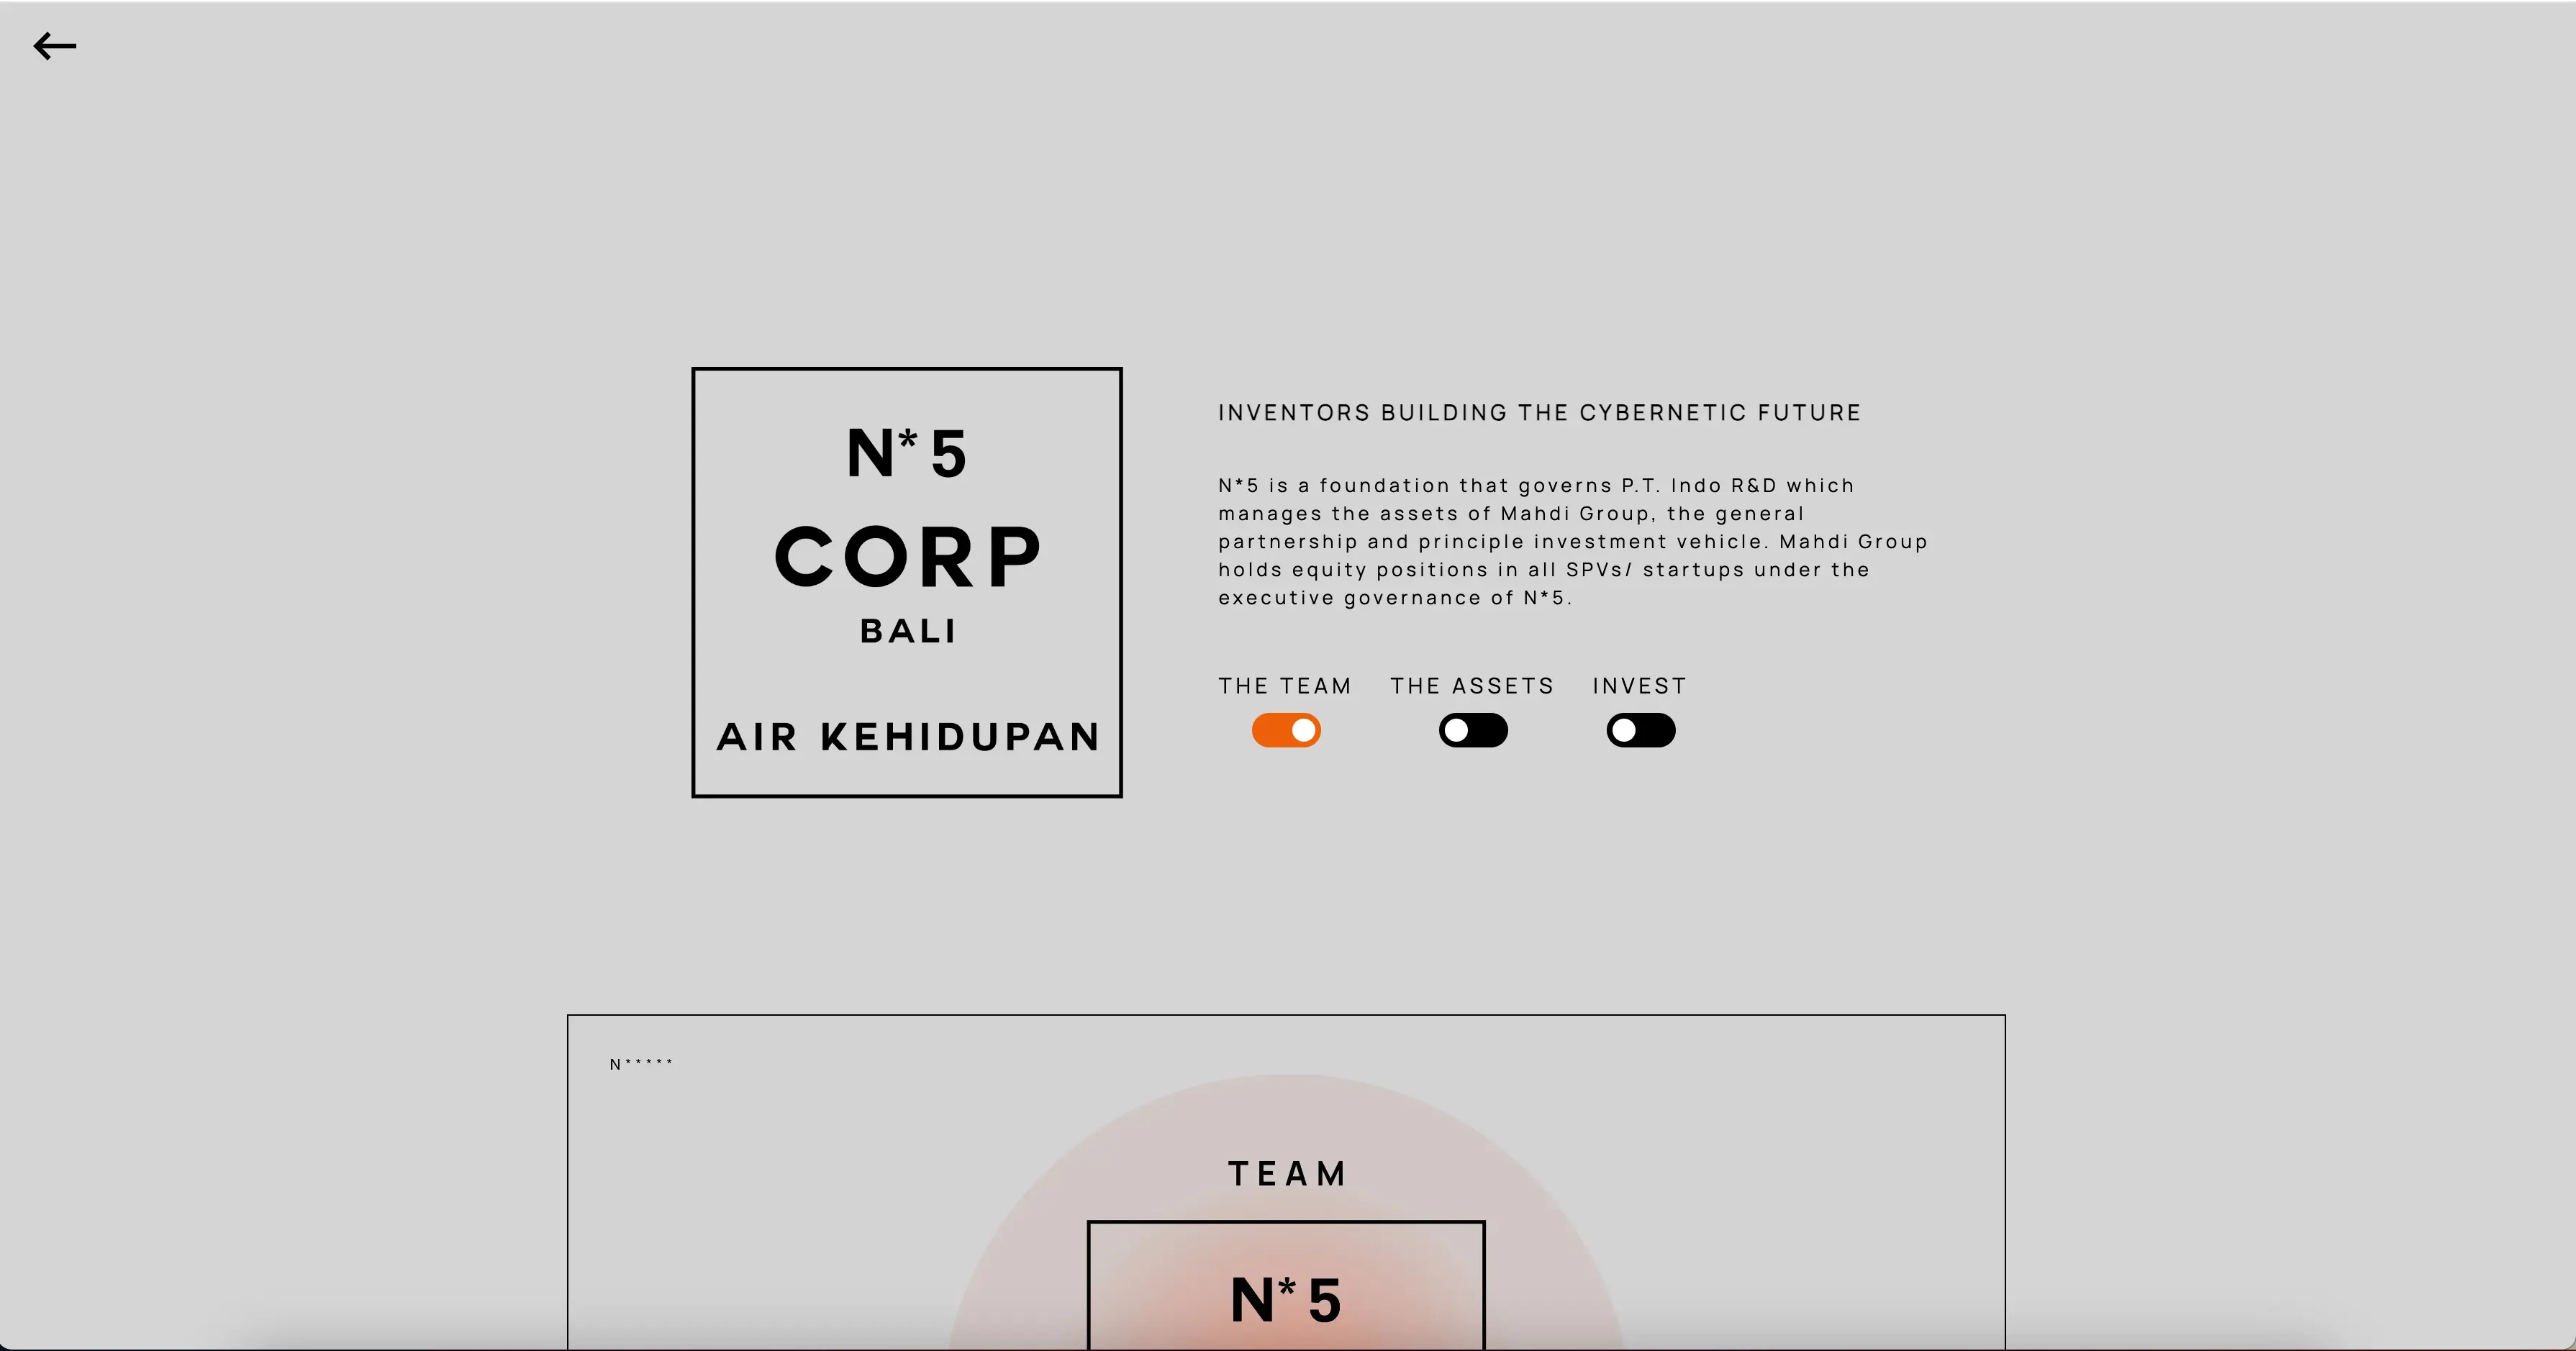 N*5
CORP
BALI
AIR KEHIDUPAN
INVENTORS BUILDING THE CYBERNETIC FUTURE
N*5 is a foundation that governs P.T. Indo R&D which
manages the assets of Mahdi Group, the general
partnership and principle investment vehicle. Mahdi Group
holds equity positions in all SPVs/ startups under the
executive governance of N*5.
THE TEAM THE ASSETS INVEST
N*****
TEAM
N*5